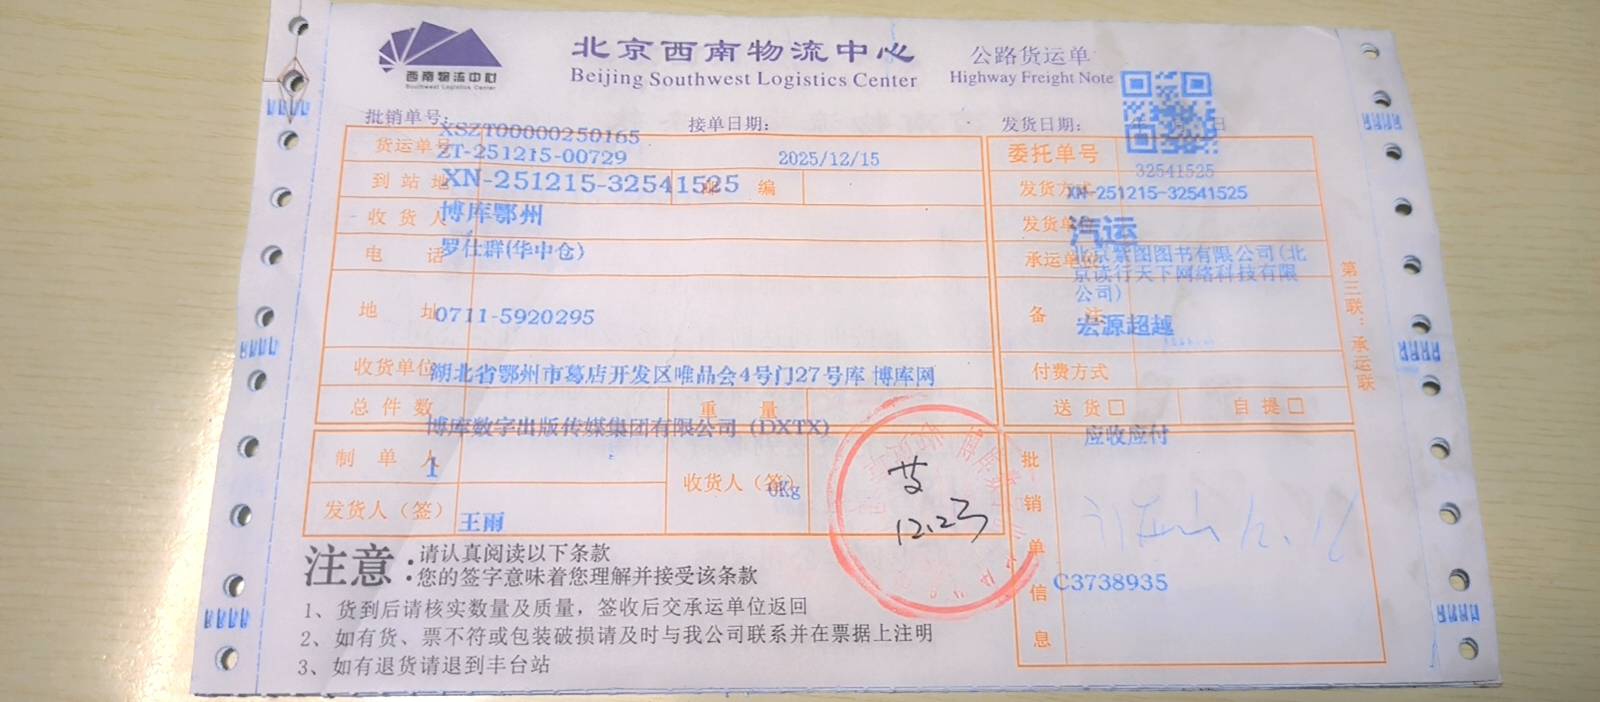 西南物流中心
Southwest Logistics Center
北京西南物流中心
Beijing Southwest Logistics Center
公路货运单
Highway Freight Note
批销单号: XSZT00000250165
接单日期: 2025/12/15
发货日期: 日
货运单号 ZT-251215-00729
委托单号 32541525
到站地 XN-251215-32541525
编
发货方式 XN-251215-32541525
收货人 博库鄂州
发货单位 汽运
电话 罗仕群(华中仓)
承运单位 北京紫图图书有限公司(北
京读行天下网络科技有限
公司)
地址 0711-5920295
备注 宏源超越
收货单位 湖北省鄂州市葛店开发区唯品会4号门27号库 博库网
付费方式
总件数
重量
送货□
自提□
博库数字出版传媒集团有限公司 (DXTX)
应收应付
制单人 1
收货人(签) 0Kg
发货人(签) 王雨
12.23
批销单信息
C3738935
第三联:承运联
注意:
请认真阅读以下条款
您的签字意味着您理解并接受该条款
1、货到后请核实数量及质量,签收后交承运单位返回
2、如有货、票不符或包装破损请及时与我公司联系并在票据上注明
3、如有退货请退到丰台站